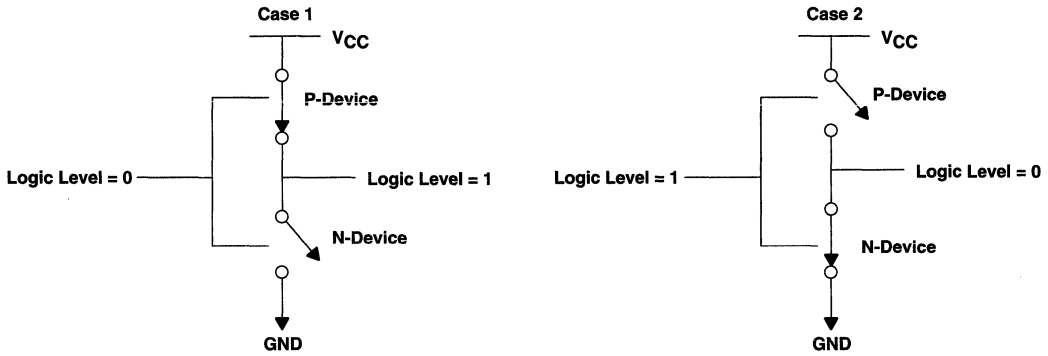 Case 1
VCC
P-Device
Logic Level = 0
Logic Level = 1
N-Device
GND
Case 2
VCC
P-Device
Logic Level = 1
Logic Level = 0
N-Device
GND